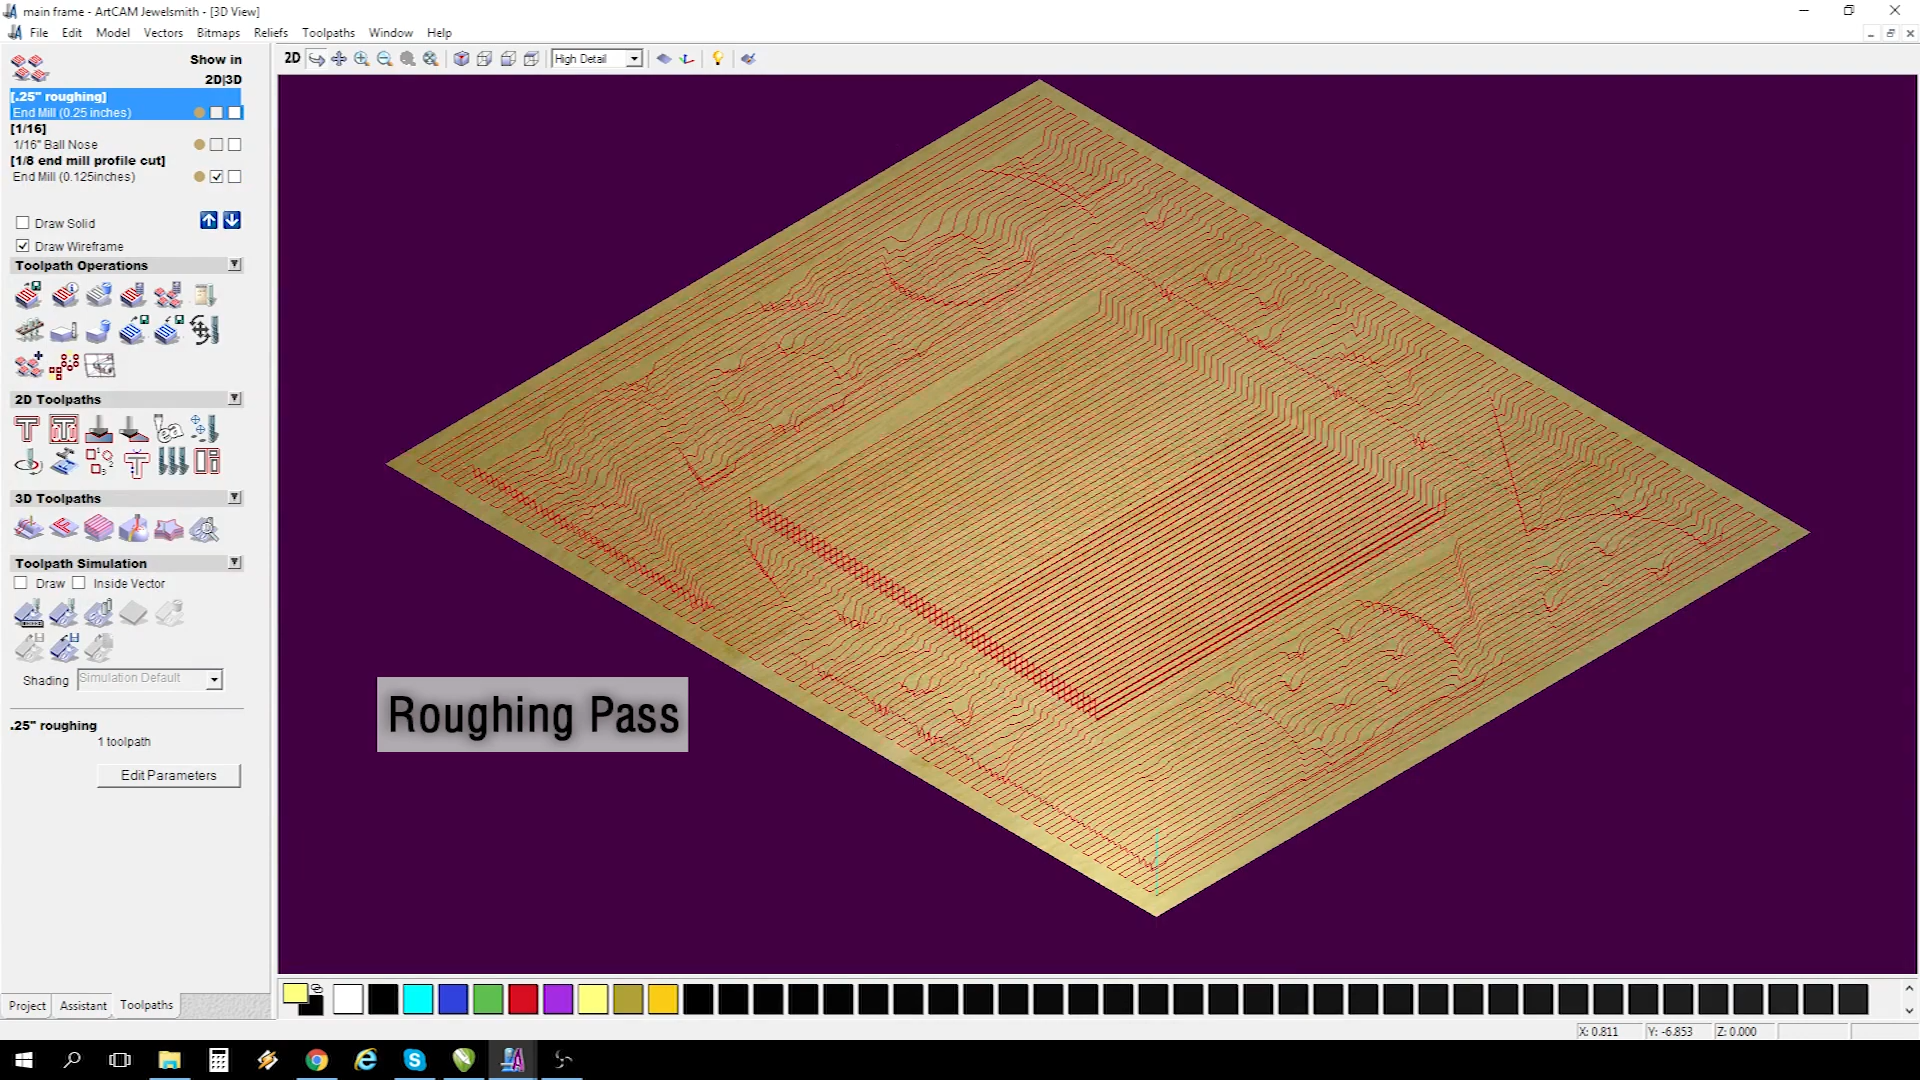 main frame - ArtCAM Jewelsmith - [3D View]
File Edit Model Vectors Bitmaps Reliefs Toolpaths Window Help
2D High Detail
Show in
2D|3D
[.25" roughing]
End Mill (0.25 inches)
[1/16]
1/16" Ball Nose
[1/8 end mill profile cut]
End Mill (0.125inches)
Draw Solid
Draw Wireframe
Toolpath Operations
2D Toolpaths
3D Toolpaths
Toolpath Simulation
Draw Inside Vector
Shading Simulation Default
.25" roughing
1 toolpath
Edit Parameters
Roughing Pass
Project Assistant Toolpaths
X: 0.811 Y: -6.853 Z: 0.000